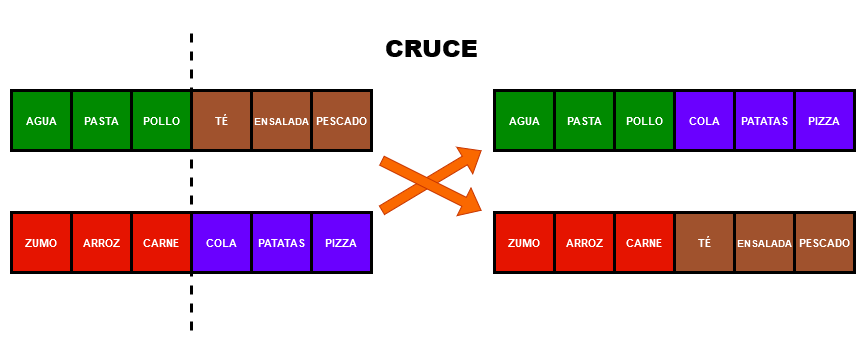 CRUCE
AGUA PASTA POLLO TÉ ENSALADA PESCADO
AGUA PASTA POLLO COLA PATATAS PIZZA
ZUMO ARROZ CARNE COLA PATATAS PIZZA
ZUMO ARROZ CARNE TÉ ENSALADA PESCADO